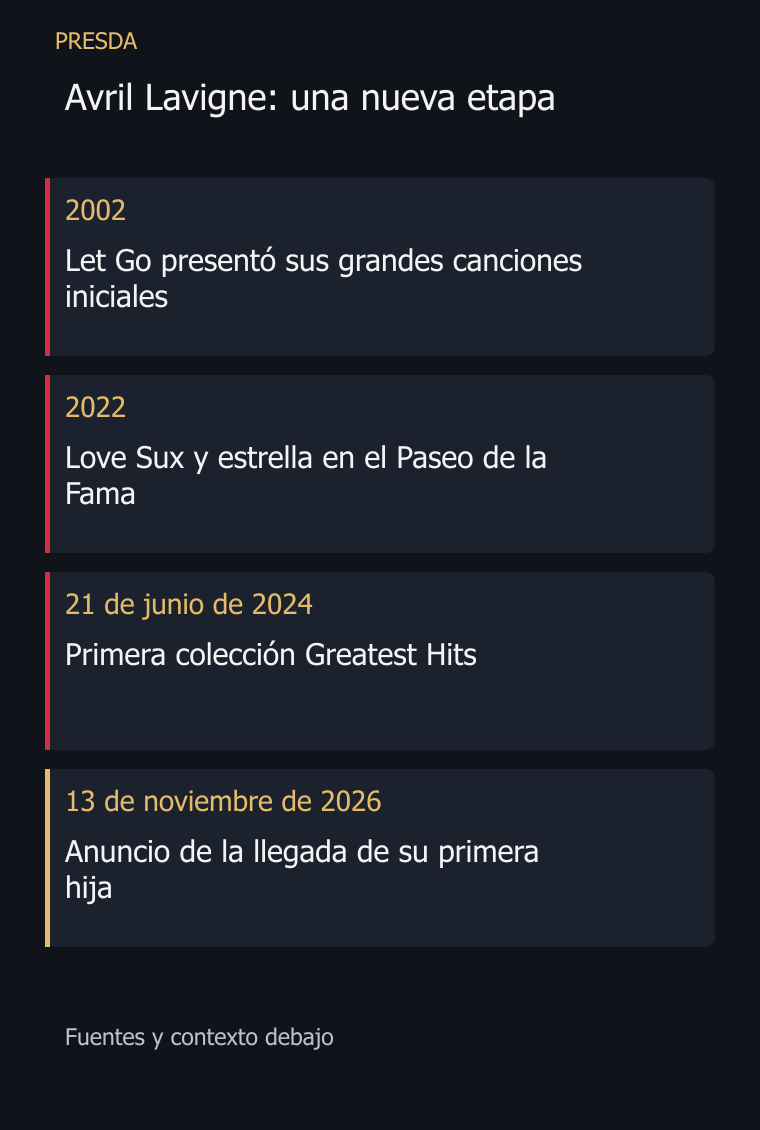 PRESDA
Avril Lavigne: una nueva etapa
2002
Let Go presentó sus grandes canciones
iniciales
2022
Love Sux y estrella en el Paseo de la
Fama
21 de junio de 2024
Primera colección Greatest Hits
13 de noviembre de 2026
Anuncio de la llegada de su primera
hija
Fuentes y contexto debajo